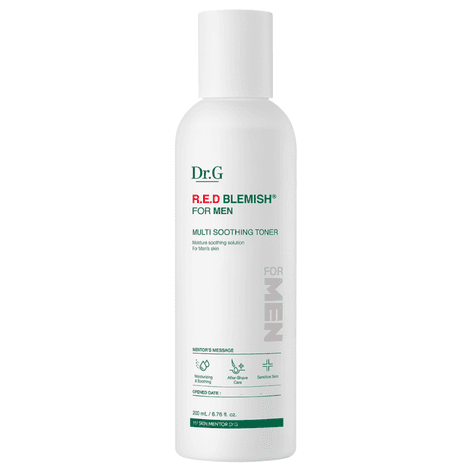 Dr.G
R.E.D BLEMISH®
FOR MEN
MULTI SOOTHING TONER
Moisture soothing solution
For Men's skin
FOR
MEN
MENTOR'S MESSAGE
Moisturizing
& Soothing
After-Shave
Care
Sensitive Skin
OPENED DATE :
200 mL / 6.76 fl. oz.
MY SKIN MENTOR Dr.G